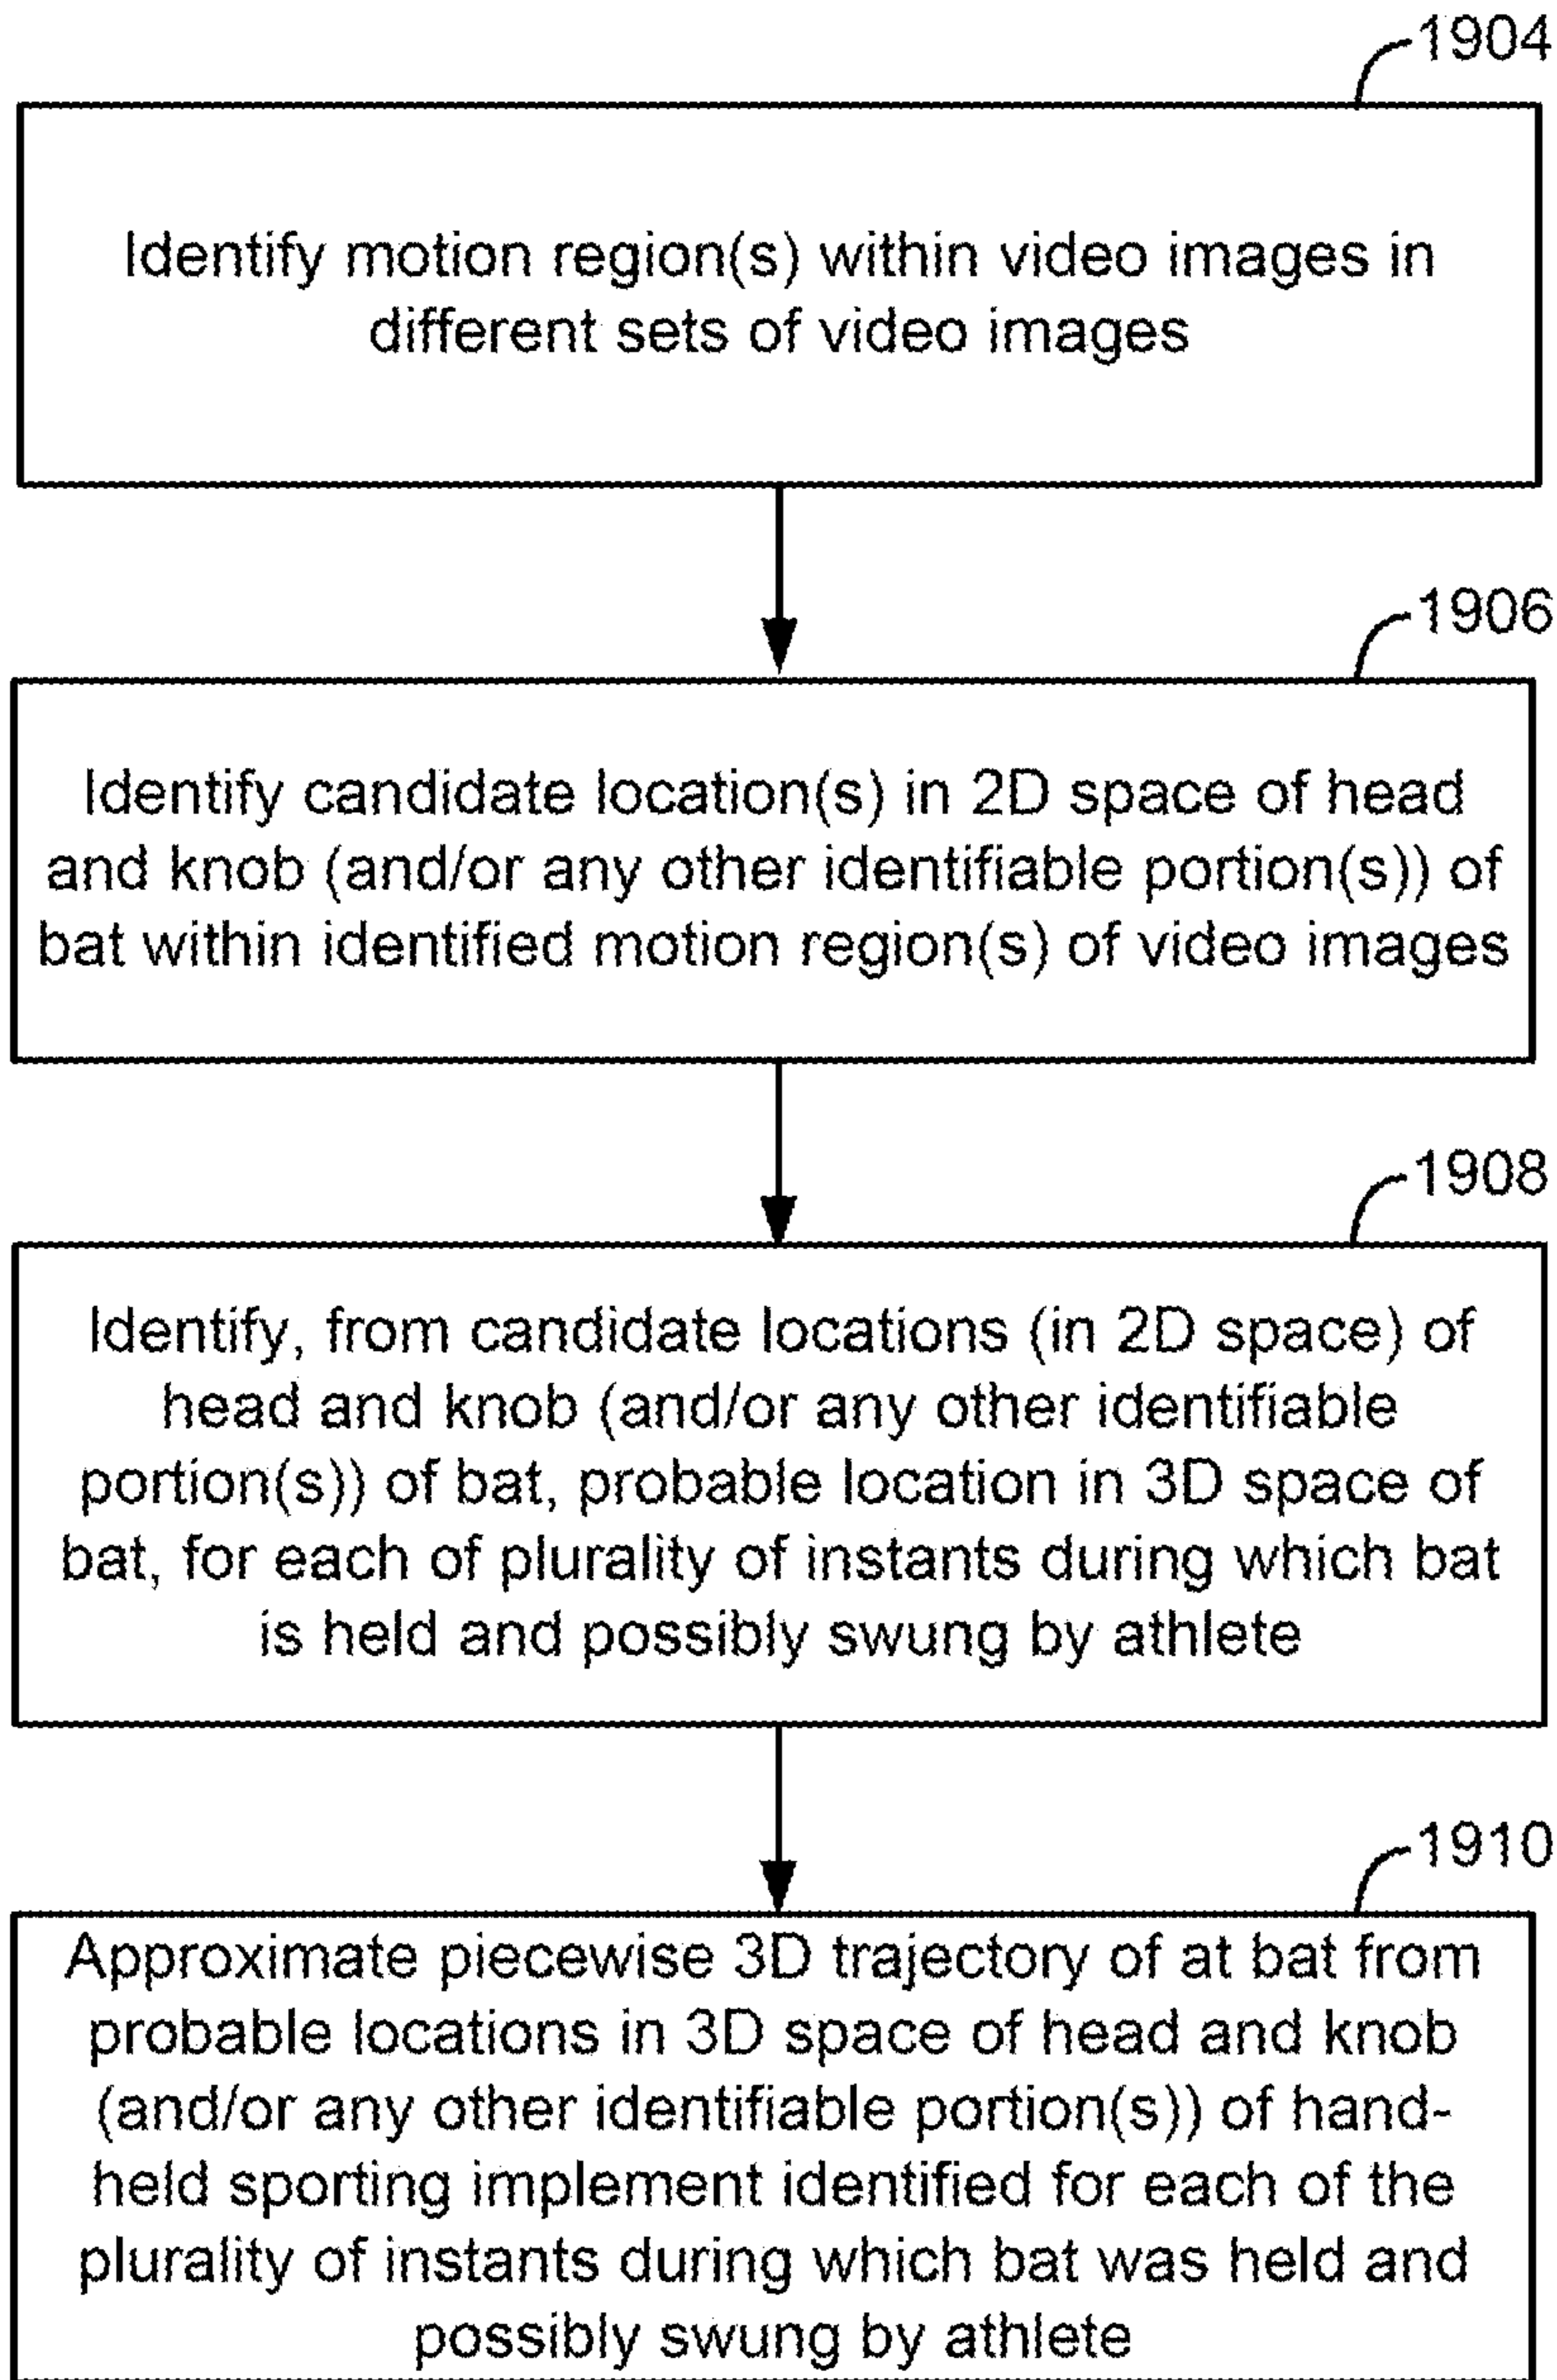 1904
Identify motion region(s) within video images in
different sets of video images
1906
Identify candidate location(s) in 2D space of head
and knob (and/or any other identifiable portion(s)) of
bat within identified motion region(s) of video images
1908
Identify, from candidate locations (in 2D space) of
head and knob (and/or any other identifiable
portion(s)) of bat, probable location in 3D space of
bat, for each of plurality of instants during which bat
is held and possibly swung by athlete
1910
Approximate piecewise 3D trajectory of at bat from
probable locations in 3D space of head and knob
(and/or any other identifiable portion(s)) of hand-
held sporting implement identified for each of the
plurality of instants during which bat was held and
possibly swung by athlete